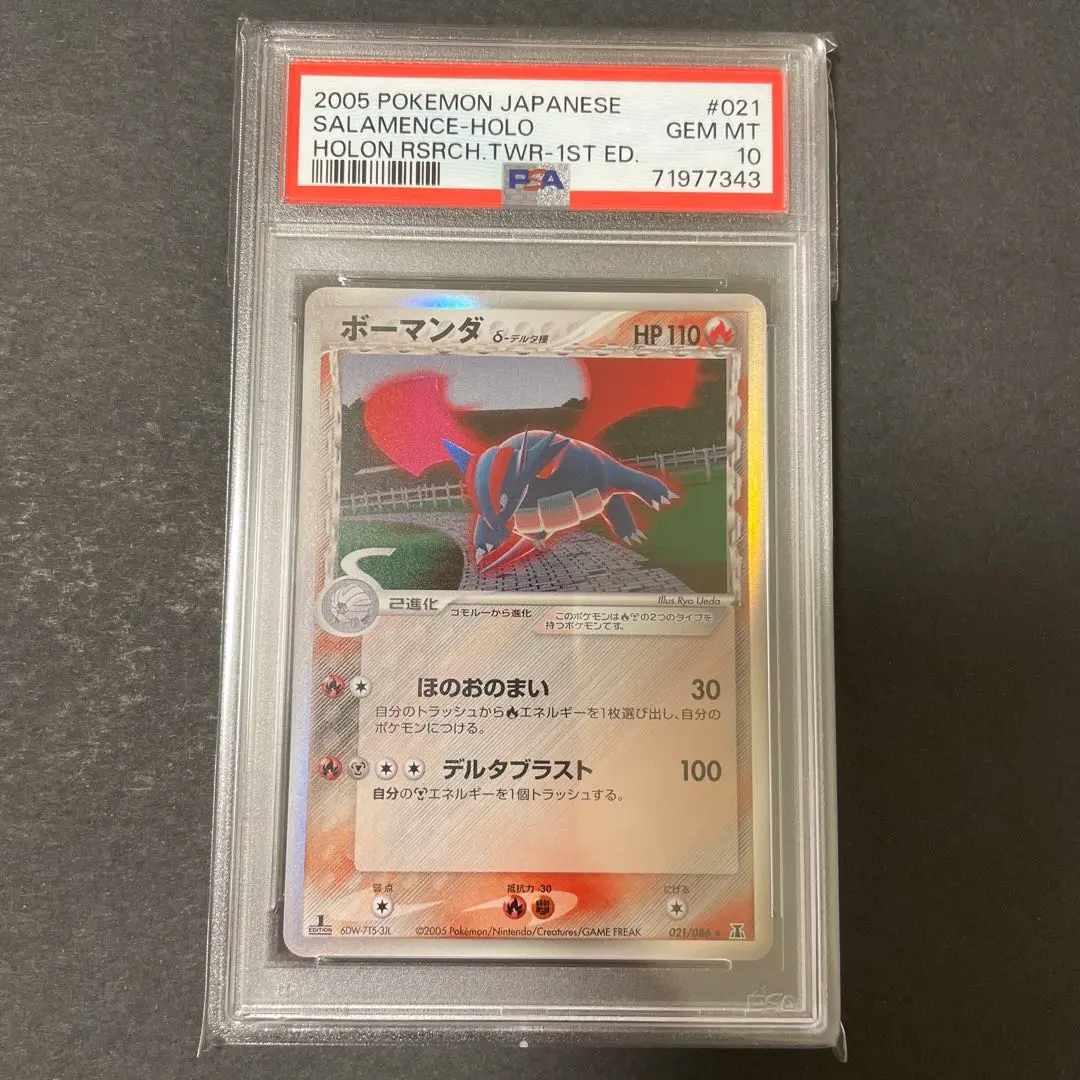 2005 POKEMON JAPANESE #021
SALAMENCE-HOLO GEM MT
HOLON RSRCH.TWR-1ST ED. 10
PSA 71977343
ボーマンダ δ-デルタ種 HP 110
Illus. Ryo Ueda
2進化 コモルーから進化
このポケモンは の2つのタイプを
持つポケモンです。
ほのおのまい 30
自分のトラッシュから エネルギーを1枚選び出し、自分の
ポケモンにつける。
デルタブラスト 100
自分の エネルギーを1個トラッシュする。
弱点 抵抗力 -30 にげる
1 EDITION 6DW-7T5-3JL ©2005 Pokémon/Nintendo/Creatures/GAME FREAK 021/086